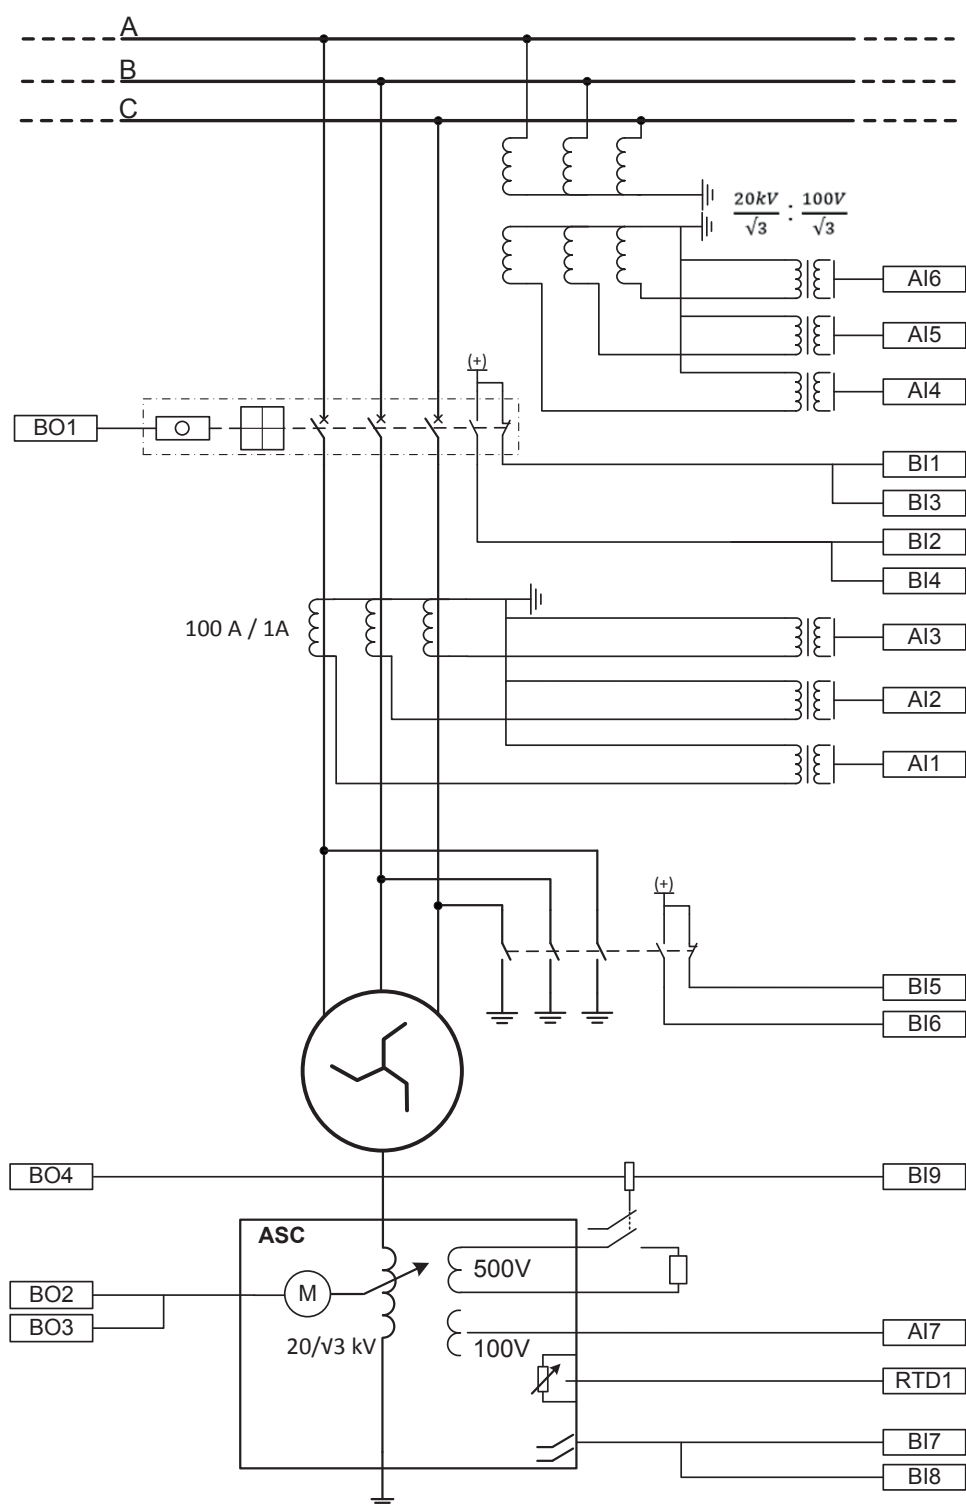 A
B
C
20kV/√3 : 100V/√3
AI6
AI5
(+)
AI4
BO1
BI1
BI3
BI2
BI4
100 A / 1A
AI3
AI2
AI1
(+)
BI5
BI6
BO4
BI9
ASC
500V
M
BO2
BO3
20/√3 kV
100V
AI7
RTD1
BI7
BI8